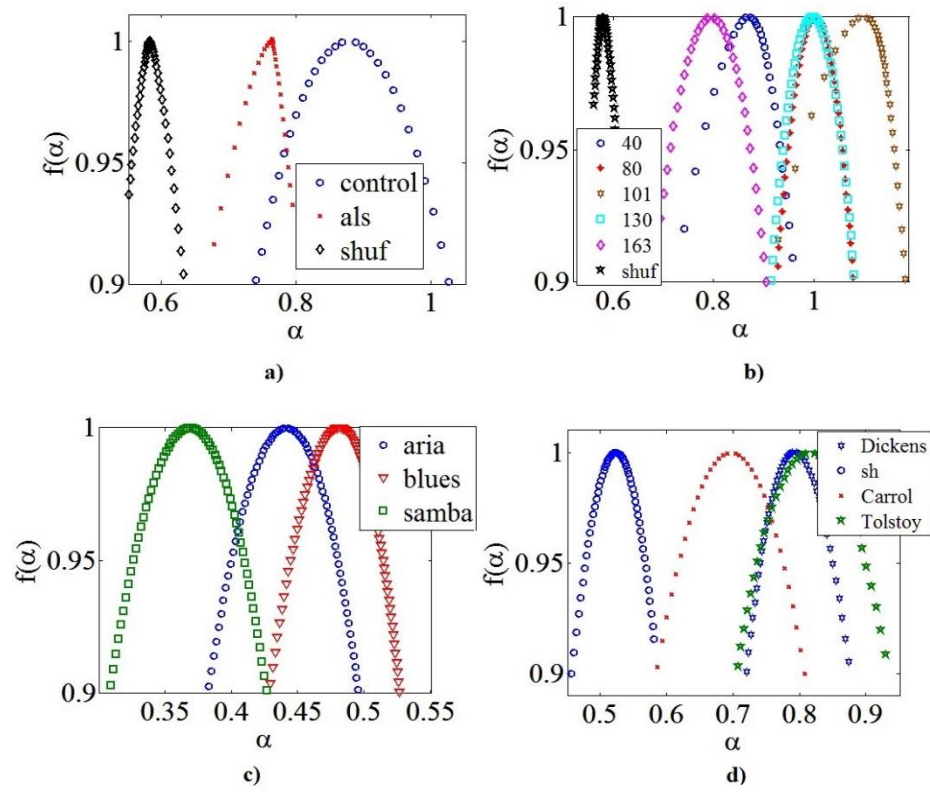 f(α)
1
0.95
0.9
0.6
0.8
1
α
control
als
shuf
a)
f(α)
1
0.95
0.9
0.6
0.8
1
α
40
80
101
130
163
shuf
b)
f(α)
1
0.95
0.9
0.35
0.4
0.45
0.5
0.55
α
aria
blues
samba
c)
f(α)
1
0.95
0.9
0.5
0.6
0.7
0.8
0.9
α
Dickens
sh
Carrol
Tolstoy
d)